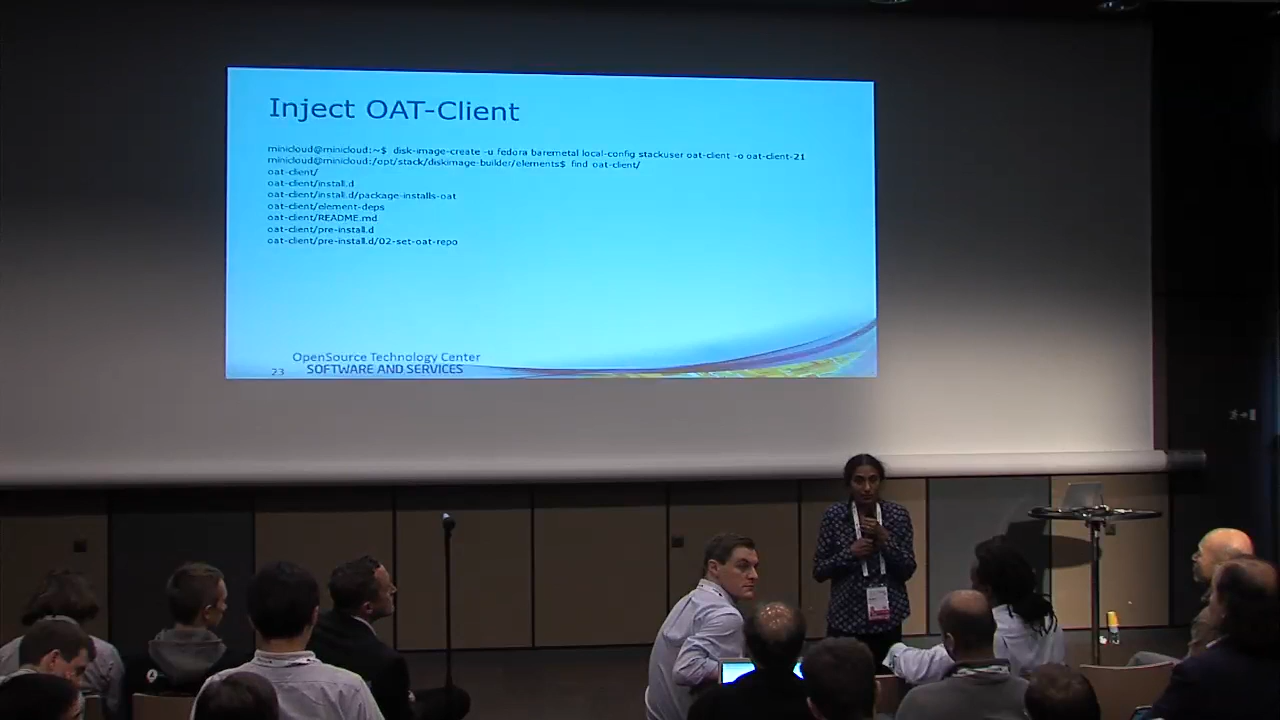 Inject OAT-Client
minicloud@minicloud:~$ disk-image-create -u fedora baremetal local-config stackuser oat-client -o oat-client-21
minicloud@minicloud:/opt/stack/diskimage-builder/elements$ find oat-client/
oat-client/
oat-client/install.d
oat-client/install.d/package-installs-oat
oat-client/element-deps
oat-client/README.md
oat-client/pre-install.d
oat-client/pre-install.d/02-set-oat-repo
OpenSource Technology Center
23 SOFTWARE AND SERVICES